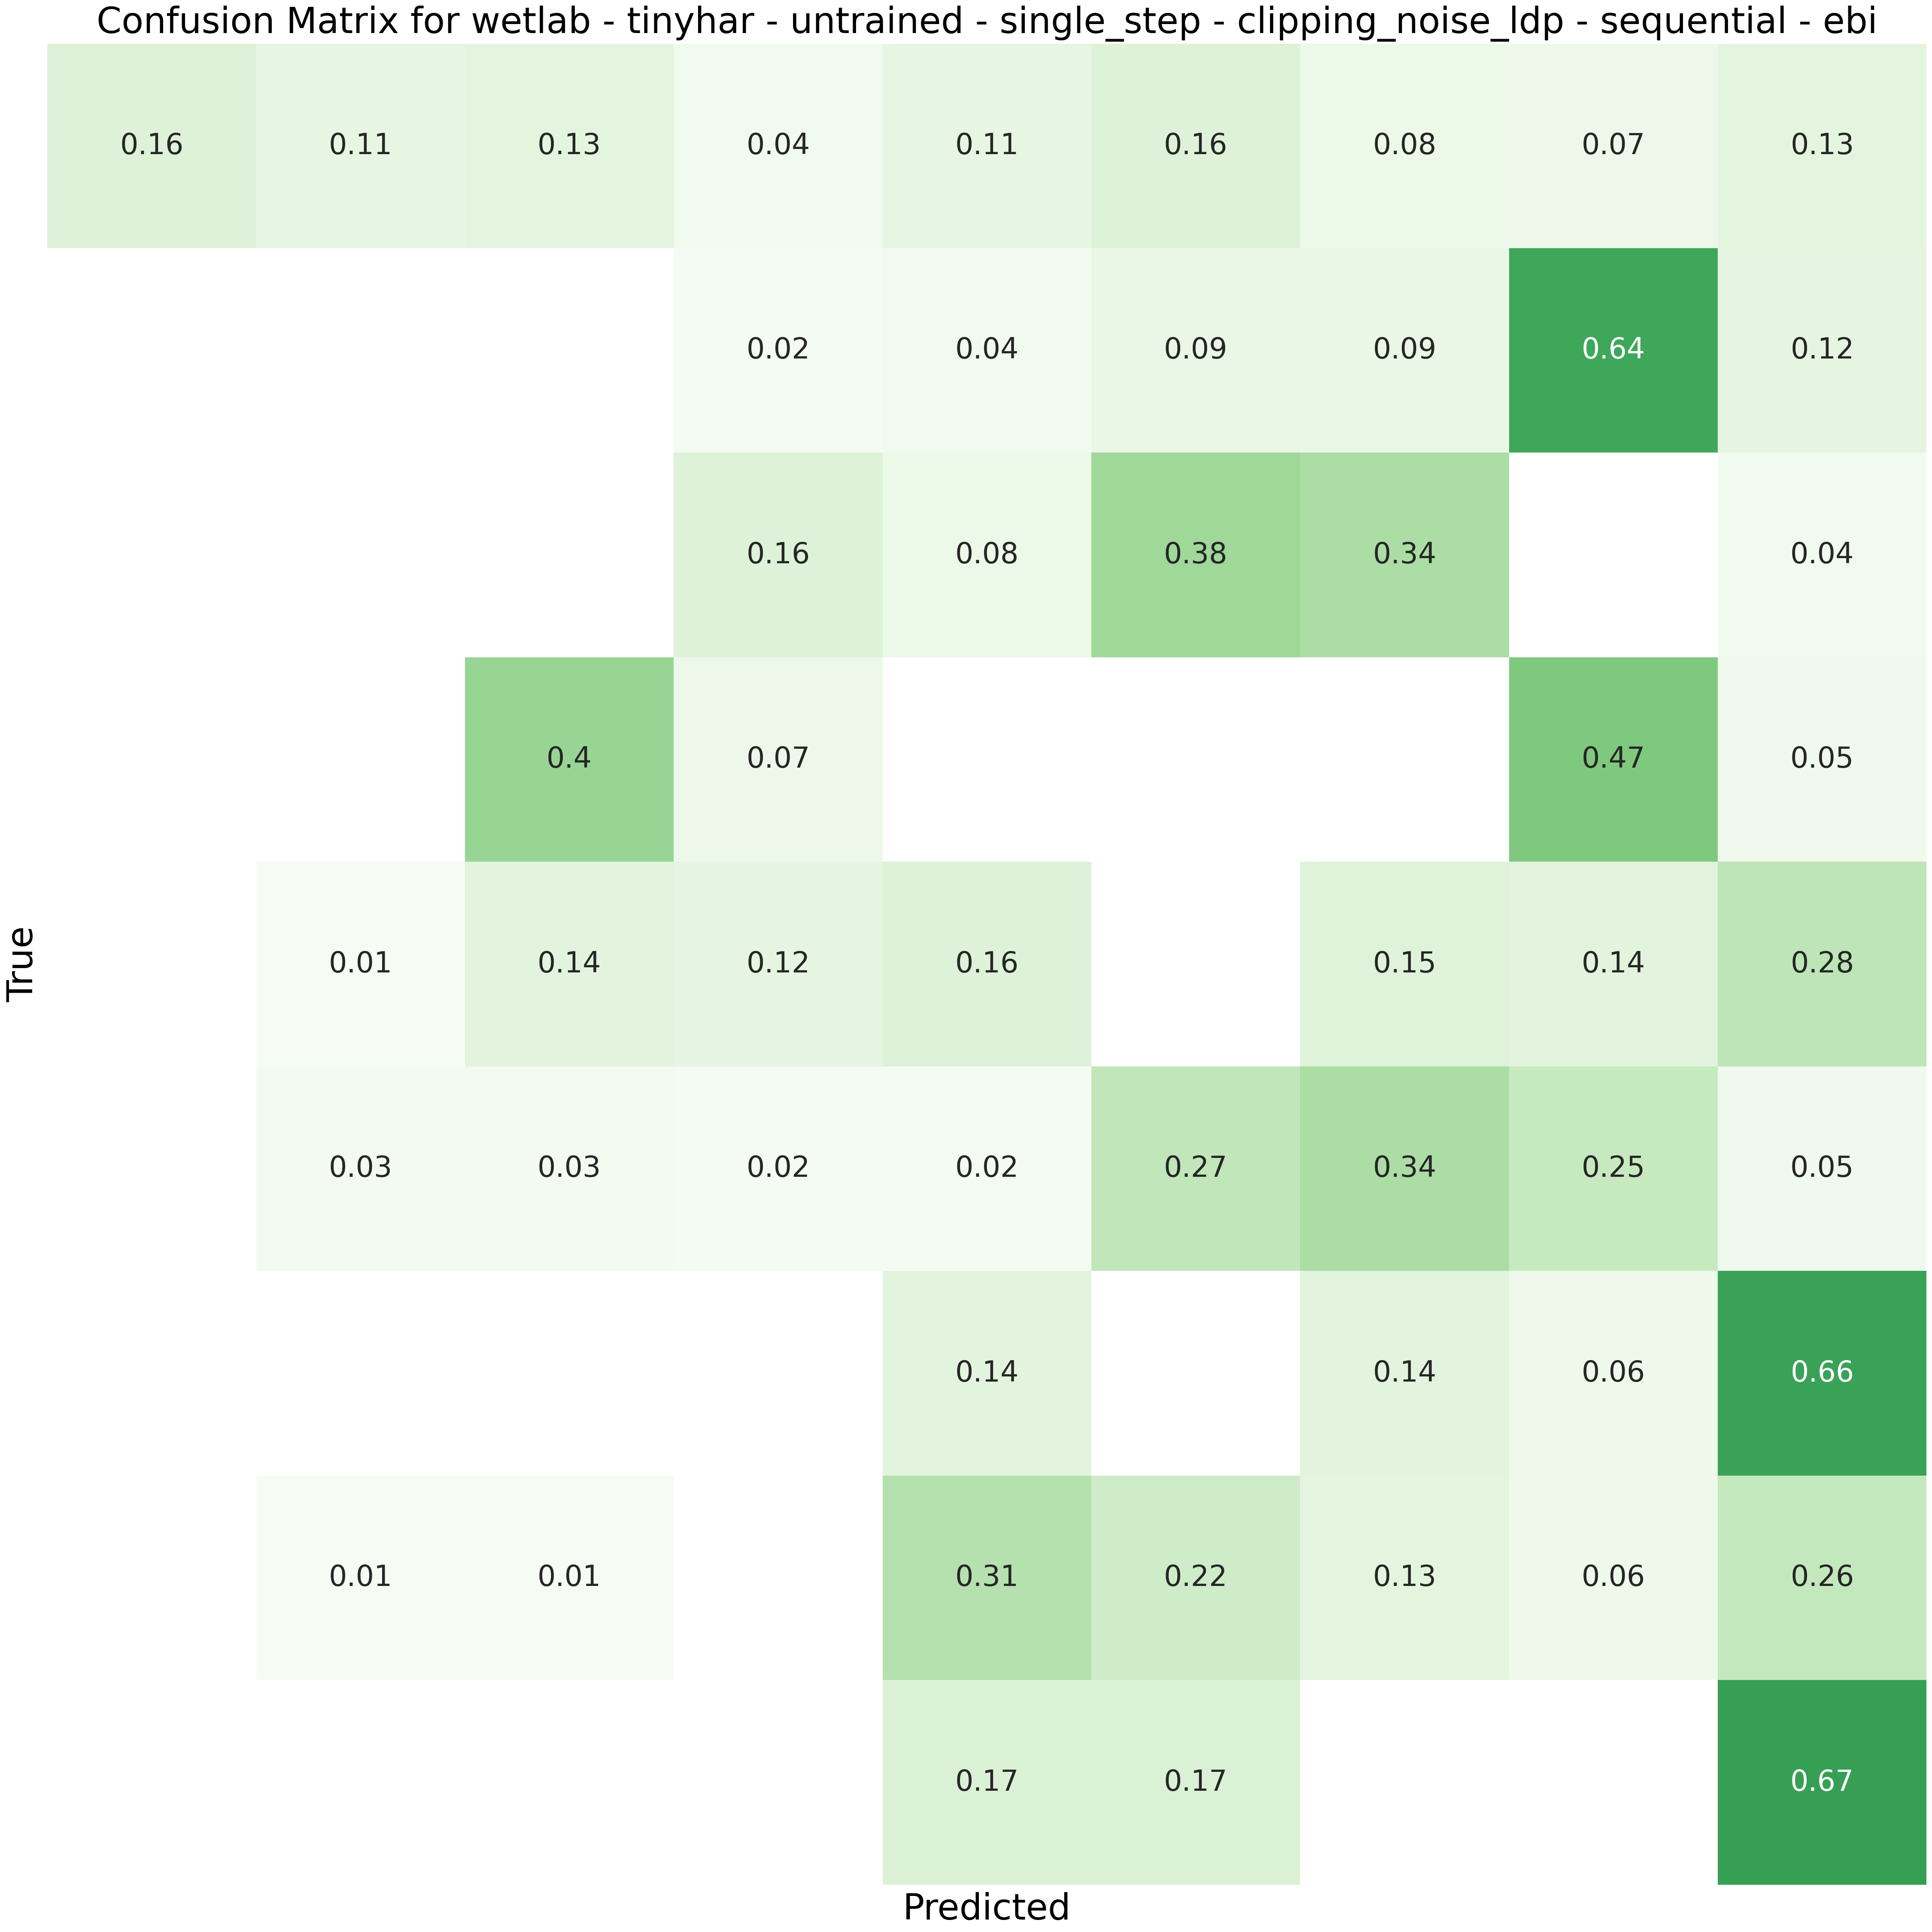 Confusion Matrix for wetlab - tinyhar - untrained - single_step - clipping_noise_ldp - sequential - ebi
0.16 0.11 0.13 0.04 0.11 0.16 0.08 0.07 0.13
0.02 0.04 0.09 0.09 0.64 0.12
0.16 0.08 0.38 0.34 0.04
0.4 0.07 0.47 0.05
0.01 0.14 0.12 0.16 0.15 0.14 0.28
0.03 0.03 0.02 0.02 0.27 0.34 0.25 0.05
0.14 0.14 0.06 0.66
0.01 0.01 0.31 0.22 0.13 0.06 0.26
0.17 0.17 0.67
True
Predicted